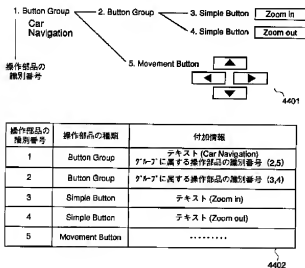 1. Button Group
Car
Navigation
2. Button Group
3. Simple Button Zoom in
4. Simple Button Zoom out
5. Movement Button
操作部品の
識別番号
4401
操作部品の
識別番号 操作部品の種類 付加情報
1 Button Group テキスト (Car Navigation)
グループに属する操作部品の識別番号 (2,5)
2 Button Group グループに属する操作部品の識別番号 (3,4)
3 Simple Button テキスト (Zoom in)
4 Simple Button テキスト (Zoom out)
5 Movement Button ·········
4402